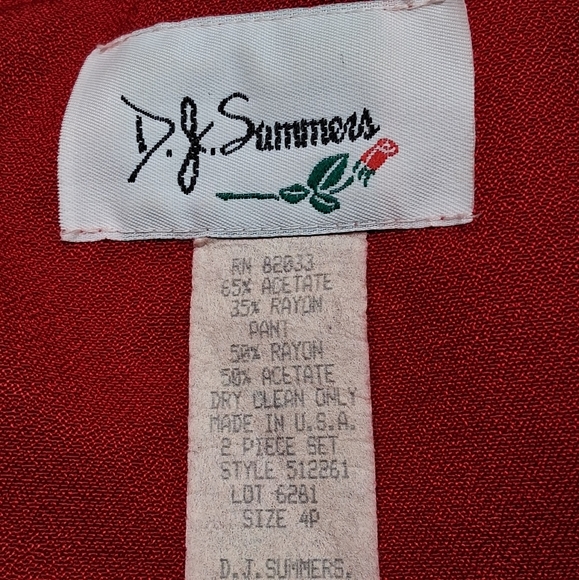 D.J. Summers
RN 82033
65% ACETATE
35% RAYON
PANT
50% RAYON
50% ACETATE
DRY CLEAN ONLY
MADE IN U.S.A.
2 PIECE SET
STYLE 512261
LOT 6281
SIZE 4P
D.J.SUMMERS.